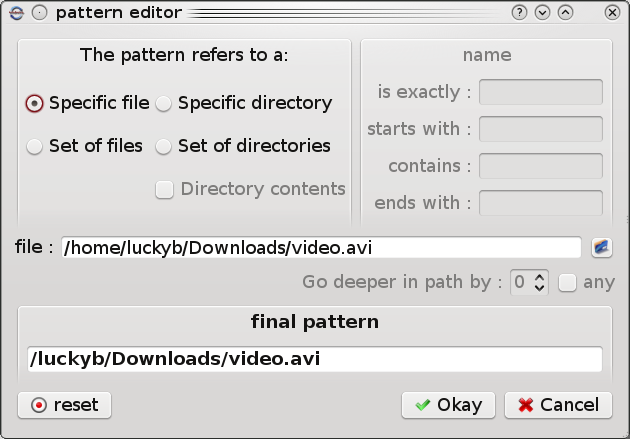 pattern editor
The pattern refers to a:
Specific file Specific directory
Set of files Set of directories
Directory contents
name
is exactly :
starts with :
contains :
ends with :
file : /home/luckyb/Downloads/video.avi
Go deeper in path by : 0 any
final pattern
/luckyb/Downloads/video.avi
reset Okay Cancel